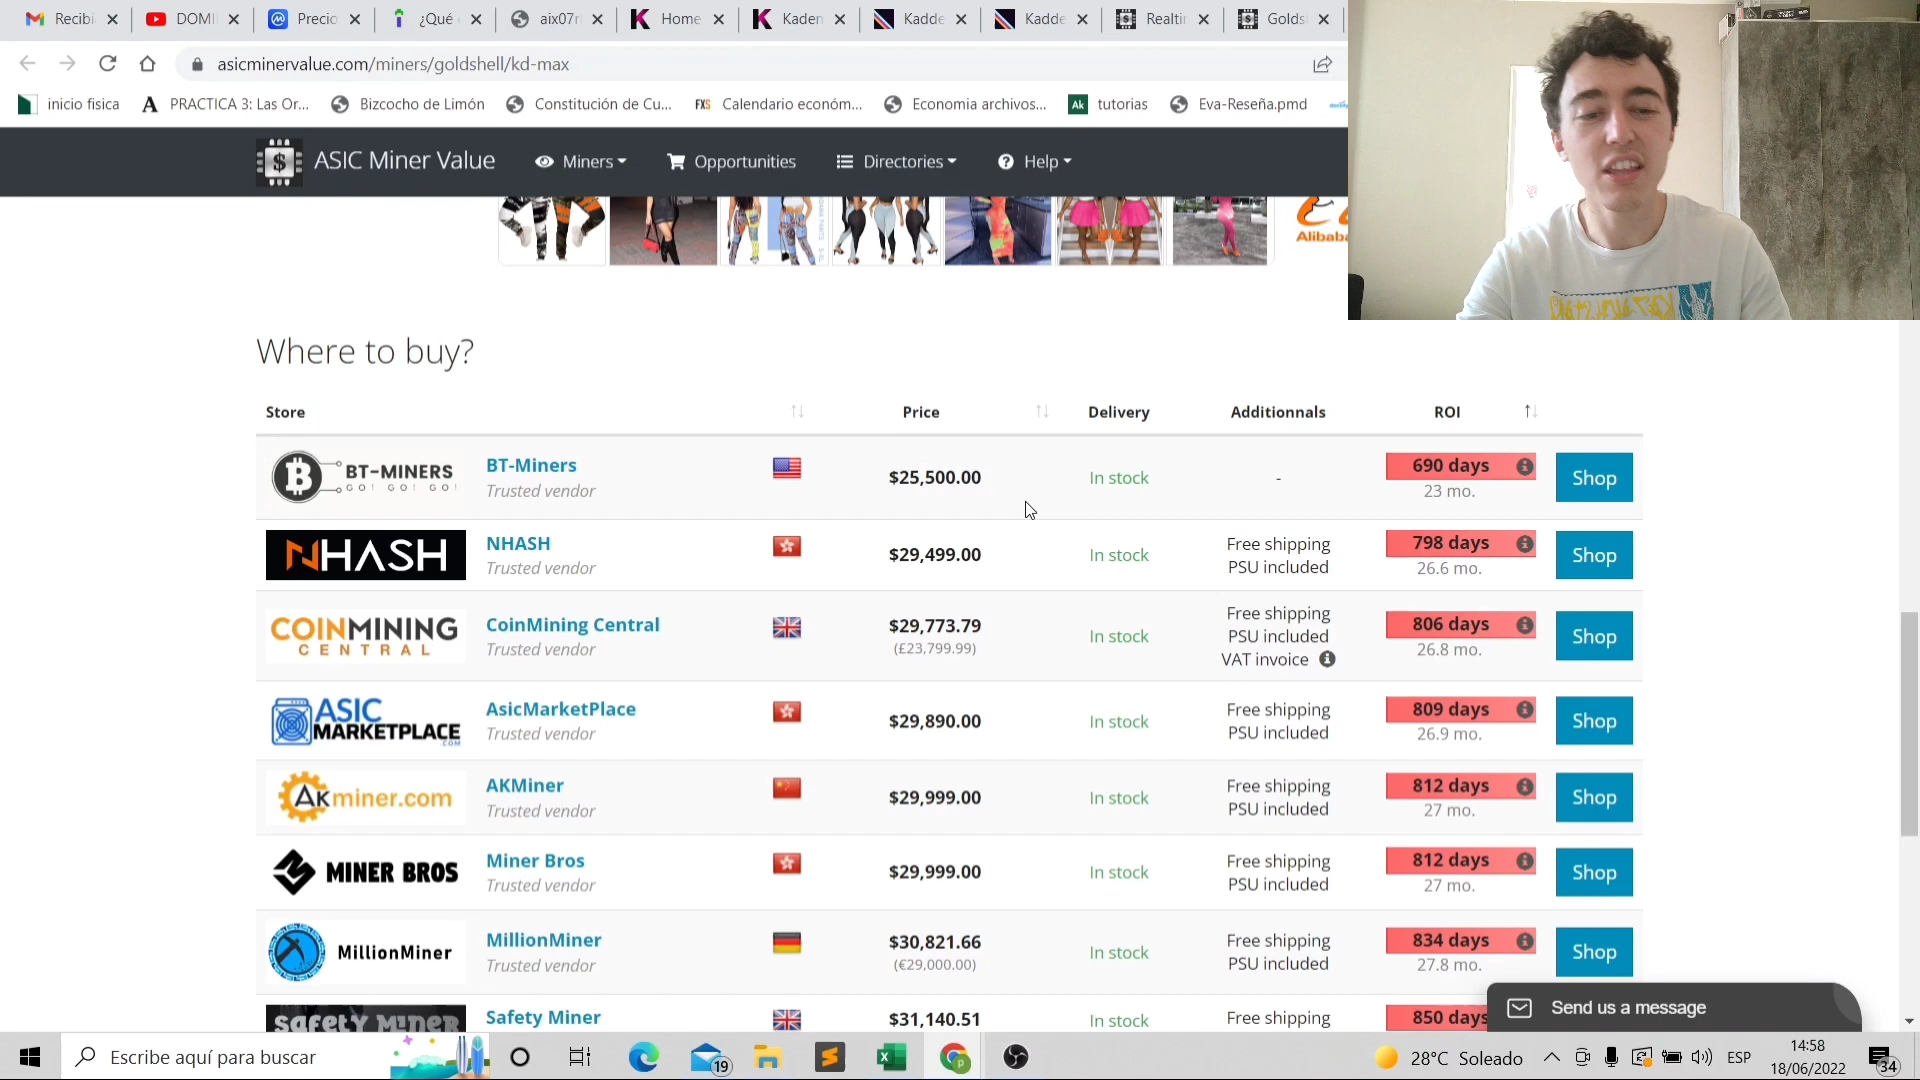 Recibi
DOMI
Precio
¿Qué
aix07r
Home
Kaden
Kadde
Kadde
Realti
Golds
asicminervalue.com/miners/goldshell/kd-max
inicio fisica
PRACTICA 3: Las Or...
Bizcocho de Limón
Constitución de Cu...
FXS Calendario económ...
Economia archivos...
Ak tutorias
Eva-Reseña.pmd
ASIC Miner Value
Miners
Opportunities
Directories
Help
Where to buy?
Store Price Delivery Additionnals ROI
BT-MINERS
GO! GO! GO!
BT-Miners
Trusted vendor
$25,500.00
In stock
-
690 days
23 mo.
Shop
NHASH
NHASH
Trusted vendor
$29,499.00
In stock
Free shipping
PSU included
798 days
26.6 mo.
Shop
COINMINING
CENTRAL
CoinMining Central
Trusted vendor
$29,773.79
(£23,799.99)
In stock
Free shipping
PSU included
VAT invoice
806 days
26.8 mo.
Shop
ASIC
MARKETPLACE
.COM
AsicMarketPlace
Trusted vendor
$29,890.00
In stock
Free shipping
PSU included
809 days
26.9 mo.
Shop
AKminer.com
AKMiner
Trusted vendor
$29,999.00
In stock
Free shipping
PSU included
812 days
27 mo.
Shop
MINER BROS
Miner Bros
Trusted vendor
$29,999.00
In stock
Free shipping
PSU included
812 days
27 mo.
Shop
MillionMiner
MillionMiner
Trusted vendor
$30,821.66
(€29,000.00)
In stock
Free shipping
PSU included
834 days
27.8 mo.
Shop
SAFETY MINER
Safety Miner
$31,140.51
In stock
Free shipping
850 days
Send us a message
Escribe aquí para buscar
19
28°C Soleado
ESP
14:58
18/06/2022
34